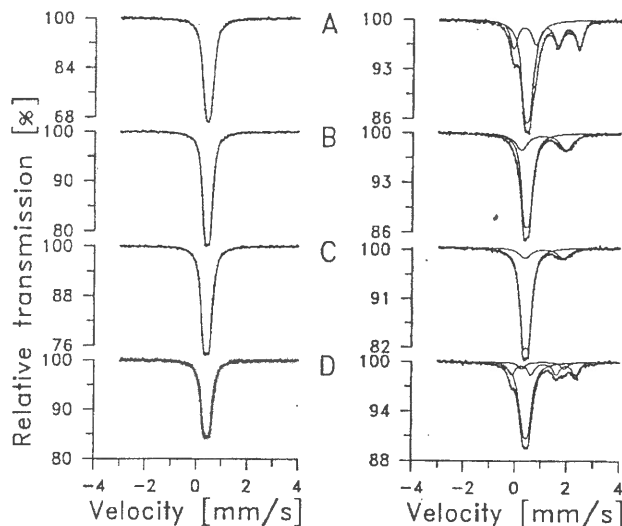 Relative transmission [%]
100 84 68
100 90 80
100 88 76
100 90 80
A
B
C
D
100 93 86
100 93 86
100 91 82
100 94 88
−4 −2 0 2 4
−4 −2 0 2 4
Velocity [mm/s]
Velocity [mm/s]